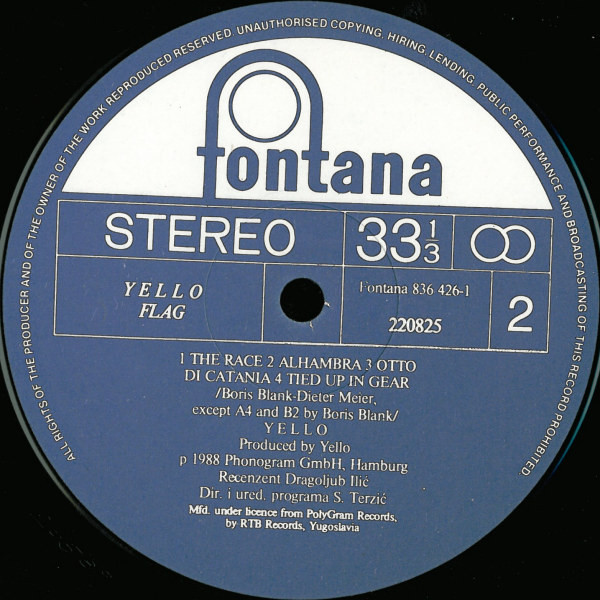 ALL RIGHTS OF THE PRODUCER AND OF THE OWNER OF THE WORK REPRODUCED RESERVED. UNAUTHORISED COPYING, HIRING, LENDING, PUBLIC PERFORMANCE AND BROADCASTING OF THIS RECORD PROHIBITED.
fontana
STEREO 33 1/3
YELLO Fontana 836 426-1
FLAG 220825 2
1 THE RACE 2 ALHAMBRA 3 OTTO
DI CATANIA 4 TIED UP IN GEAR
/Boris Blank-Dieter Meier,
except A4 and B2 by Boris Blank/
YELLO
Produced by Yello
p 1988 Phonogram GmbH, Hamburg
Recenzent Dragoljub Ilić
Dir. i ured. programa S. Terzić
Mfd. under licence from PolyGram Records,
by RTB Records, Yugoslavia